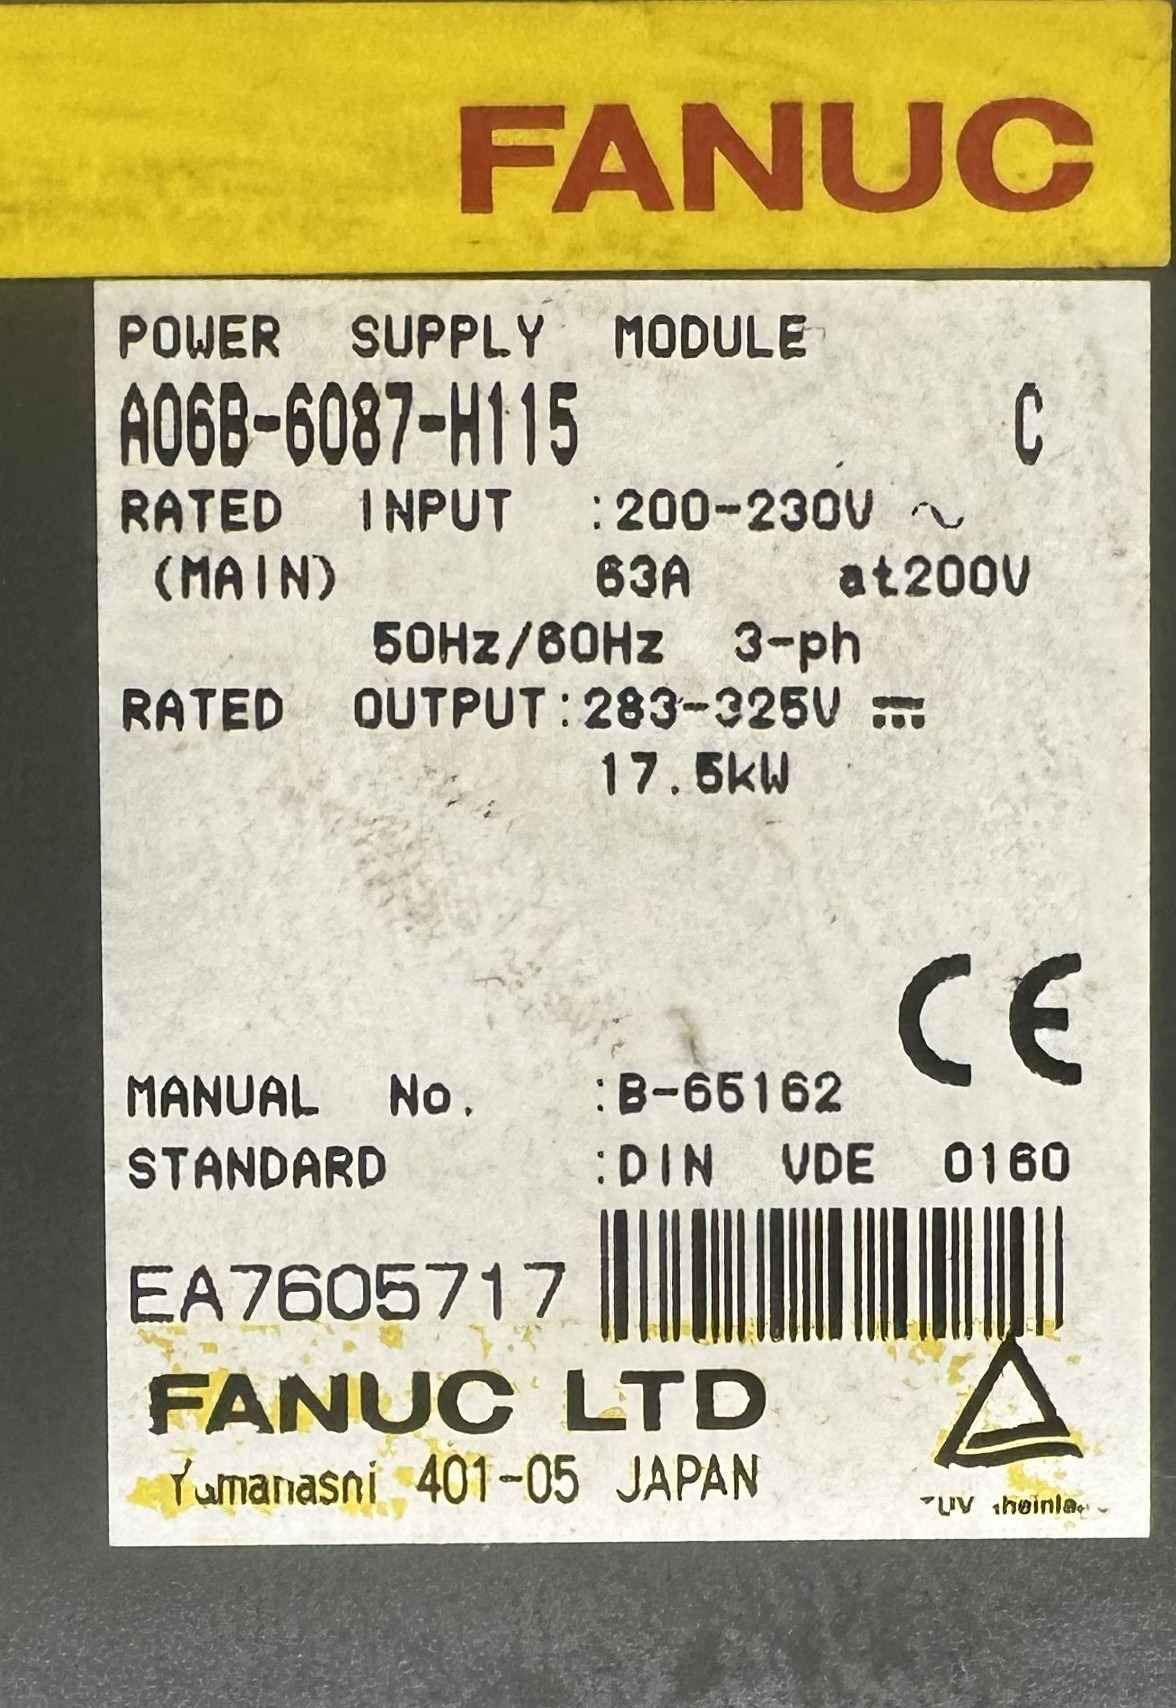 FANUC
POWER SUPPLY MODULE
A06B-6087-H115 C
RATED INPUT :200-230V ∿
(MAIN) 63A at200V
50Hz/60Hz 3-ph
RATED OUTPUT:283-325V ⎓
17.5kW
CE
MANUAL No. :B-65162
STANDARD :DIN VDE 0160
EA7605717
FANUC LTD
Yamanashi 401-05 JAPAN